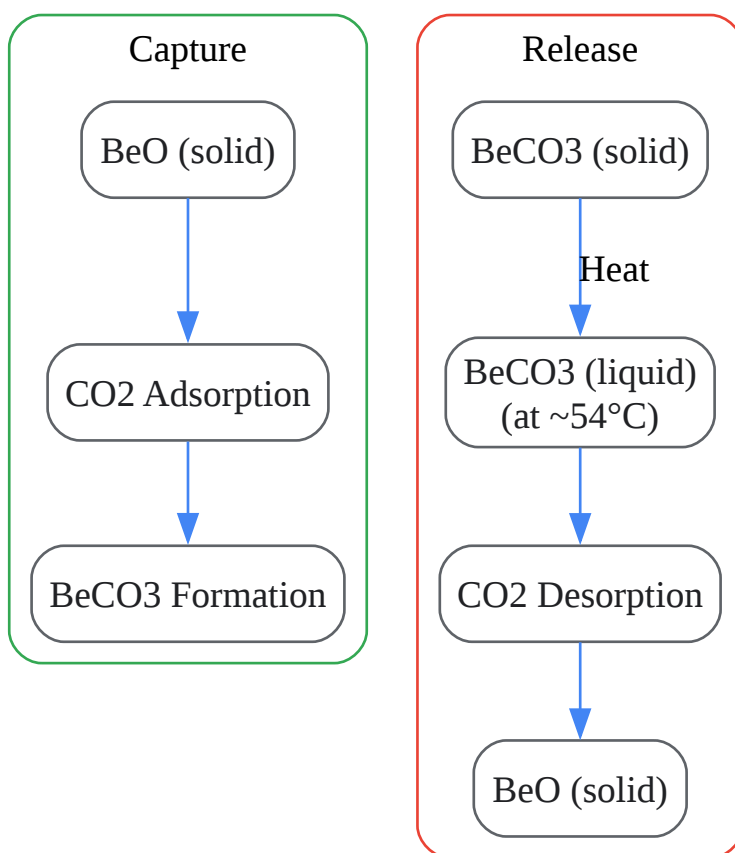 Capture
BeO (solid)
CO2 Adsorption
BeCO3 Formation
Release
BeCO3 (solid)
Heat
BeCO3 (liquid)
(at ~54°C)
CO2 Desorption
BeO (solid)